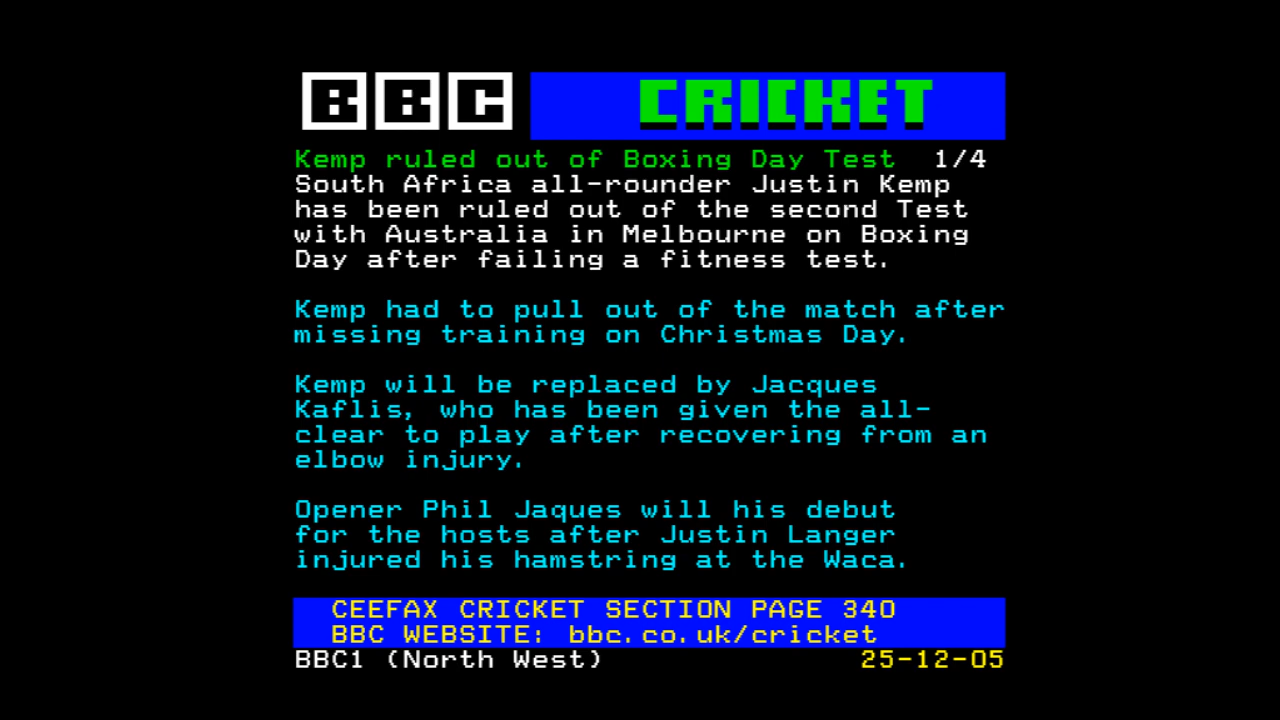 BBC CRICKET
Kemp ruled out of Boxing Day Test 1/4
South Africa all-rounder Justin Kemp
has been ruled out of the second Test
with Australia in Melbourne on Boxing
Day after failing a fitness test.
Kemp had to pull out of the match after
missing training on Christmas Day.
Kemp will be replaced by Jacques
Kaflis, who has been given the all-
clear to play after recovering from an
elbow injury.
Opener Phil Jaques will his debut
for the hosts after Justin Langer
injured his hamstring at the Waca.
CEEFAX CRICKET SECTION PAGE 340
BBC WEBSITE: bbc.co.uk/cricket
BBC1 (North West) 25-12-05